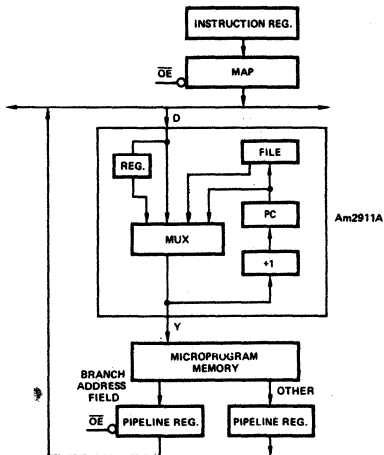 INSTRUCTION REG.
OE
MAP
D
FILE
REG.
PC
Am2911A
MUX
+1
Y
MICROPROGRAM
MEMORY
BRANCH
ADDRESS
FIELD
OTHER
OE
PIPELINE REG.
PIPELINE REG.